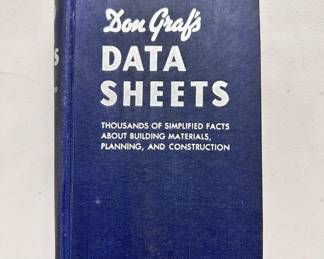 Don Graf's
DATA
SHEETS
THOUSANDS OF SIMPLIFIED FACTS
ABOUT BUILDING MATERIALS,
PLANNING, AND CONSTRUCTION